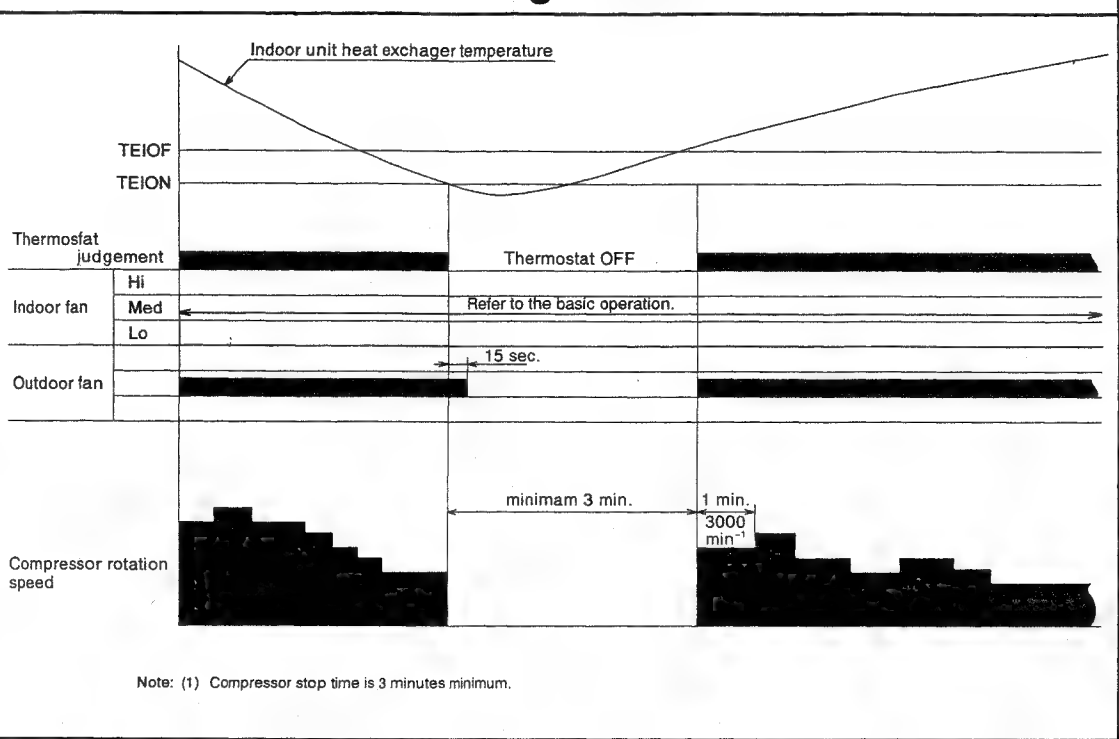 Indoor unit heat exchager temperature
TEIOF
TEION
Thermosfat
judgement
Thermostat OFF
Hi
Indoor fan
Med
Refer to the basic operation.
Lo
15 sec.
Outdoor fan
minimam 3 min.
1 min.
3000
min⁻¹
Compressor rotation
speed
Note: (1) Compressor stop time is 3 minutes minimum.